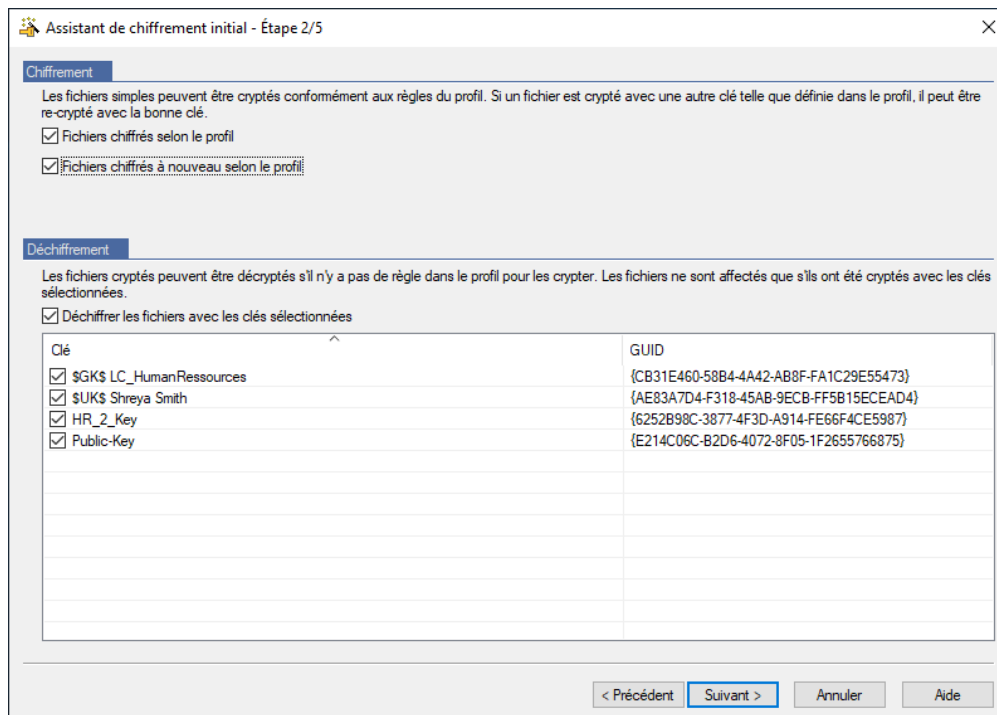 Assistant de chiffrement initial - Étape 2/5
Chiffrement
Les fichiers simples peuvent être cryptés conformément aux règles du profil. Si un fichier est crypté avec une autre clé telle que définie dans le profil, il peut être
re-crypté avec la bonne clé.
Fichiers chiffrés selon le profil
Fichiers chiffrés à nouveau selon le profil
Déchiffrement
Les fichiers cryptés peuvent être décryptés s'il n'y a pas de règle dans le profil pour les crypter. Les fichiers ne sont affectés que s'ils ont été cryptés avec les clés
sélectionnées.
Déchiffrer les fichiers avec les clés sélectionnées
Clé GUID
$GK$ LC_HumanRessources {CB31E460-58B4-4A42-AB8F-FA1C29E55473}
$UK$ Shreya Smith {AE83A7D4-F318-45AB-9ECB-FF5B15ECEAD4}
HR_2_Key {6252B98C-3877-4F3D-A914-FE66F4CE5987}
Public-Key {E214C06C-B2D6-4072-8F05-1F2655766875}
< Précédent Suivant > Annuler Aide